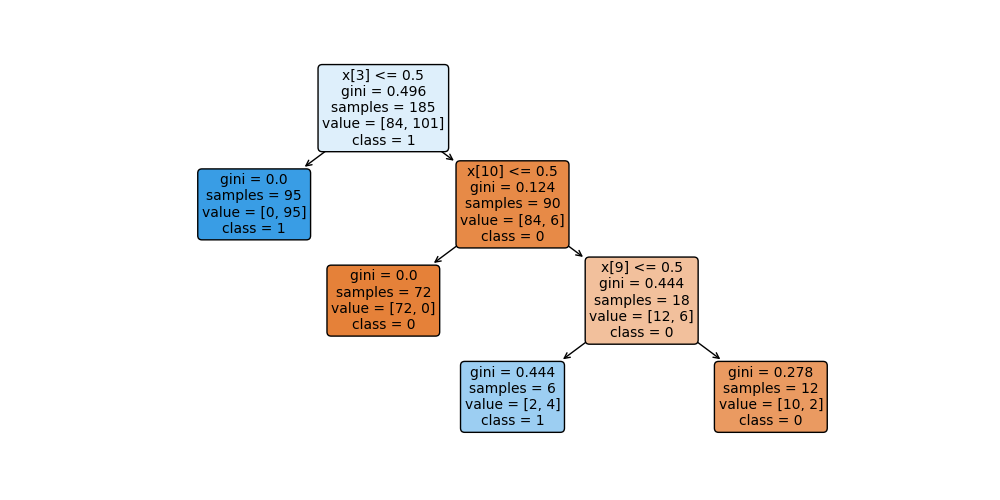 x[3] <= 0.5
gini = 0.496
samples = 185
value = [84, 101]
class = 1
gini = 0.0
samples = 95
value = [0, 95]
class = 1
x[10] <= 0.5
gini = 0.124
samples = 90
value = [84, 6]
class = 0
gini = 0.0
samples = 72
value = [72, 0]
class = 0
x[9] <= 0.5
gini = 0.444
samples = 18
value = [12, 6]
class = 0
gini = 0.444
samples = 6
value = [2, 4]
class = 1
gini = 0.278
samples = 12
value = [10, 2]
class = 0